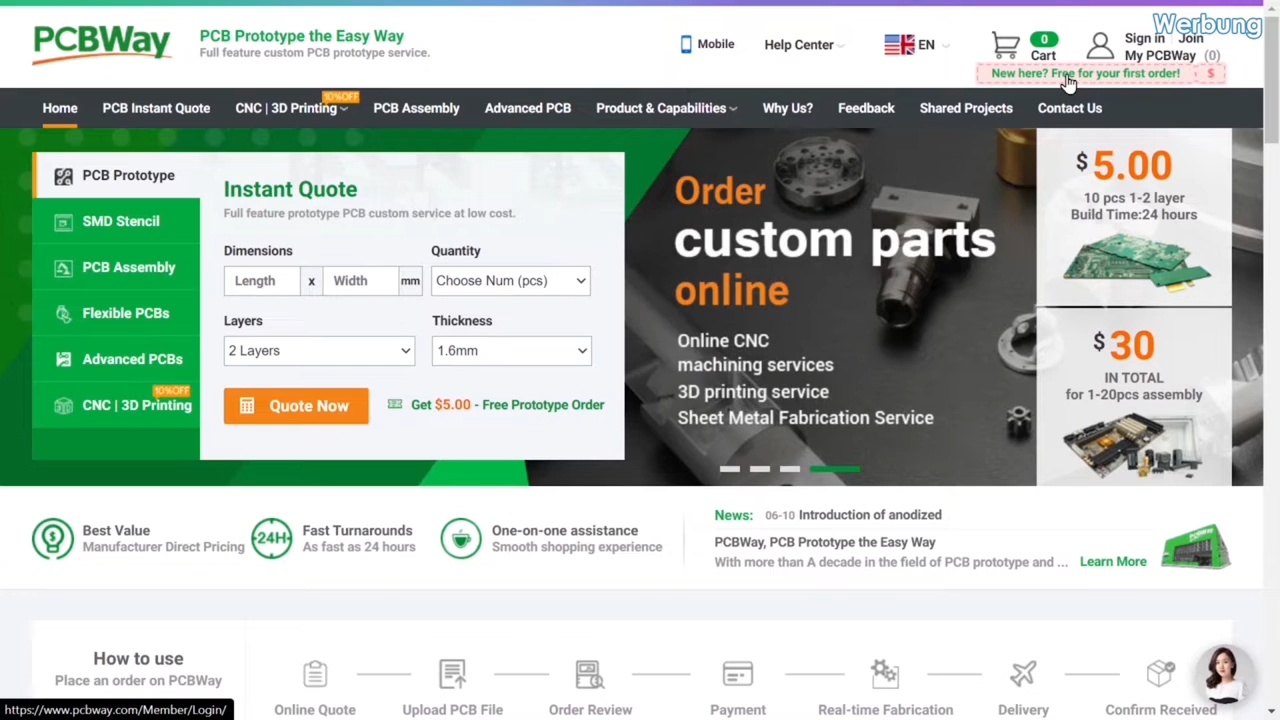 Werbung
PCBWay
PCB Prototype the Easy Way
Full feature custom PCB prototype service.
Mobile
Help Center
EN
0
Cart
Sign in Join
My PCBWay (0)
New here? Free for your first order! $
Home PCB Instant Quote CNC | 3D Printing 10%OFF PCB Assembly Advanced PCB Product & Capabilities Why Us? Feedback Shared Projects Contact Us
PCB Prototype
SMD Stencil
PCB Assembly
Flexible PCBs
Advanced PCBs
10%OFF
CNC | 3D Printing
Instant Quote
Full feature prototype PCB custom service at low cost.
Dimensions
Quantity
Length x Width mm
Choose Num (pcs)
Layers
Thickness
2 Layers
1.6mm
Quote Now
Get $5.00 - Free Prototype Order
Order
custom parts
online
Online CNC
machining services
3D printing service
Sheet Metal Fabrication Service
$5.00
10 pcs 1-2 layer
Build Time:24 hours
$30
IN TOTAL
for 1-20pcs assembly
Best Value
Manufacturer Direct Pricing
24H
Fast Turnarounds
As fast as 24 hours
One-on-one assistance
Smooth shopping experience
News: 06-10 Introduction of anodized
PCBWay, PCB Prototype the Easy Way
With more than A decade in the field of PCB prototype and ... Learn More
How to use
Place an order on PCBWay
Online Quote
Upload PCB File
Order Review
Payment
Real-time Fabrication
Delivery
Confirm Received
https://www.pcbway.com/Member/Login/